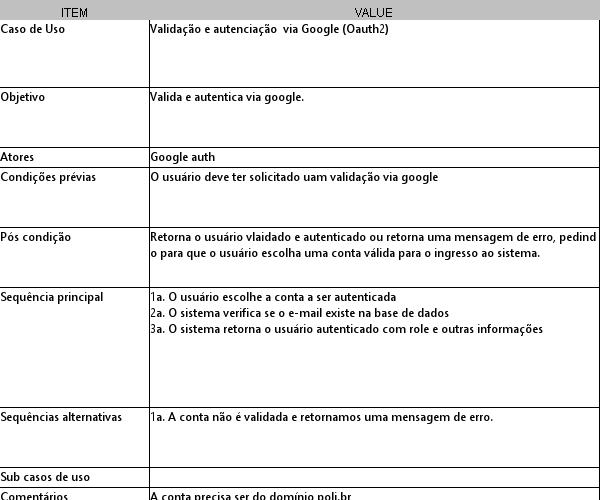 ITEM VALUE
Caso de Uso Validação e autenciação via Google (Oauth2)
Objetivo Valida e autentica via google.
Atores Google auth
Condições prévias O usuário deve ter solicitado uam validação via google
Pós condição Retorna o usuário vlaidado e autenticado ou retorna uma mensagem de erro, pedind
o para que o usuário escolha uma conta válida para o ingresso ao sistema.
Sequência principal 1a. O usuário escolhe a conta a ser autenticada
2a. O sistema verifica se o e-mail existe na base de dados
3a. O sistema retorna o usuário autenticado com role e outras informações
Sequências alternativas 1a. A conta não é validada e retornamos uma mensagem de erro.
Sub casos de uso
Comentários A conta precisa ser do domínio poli.br